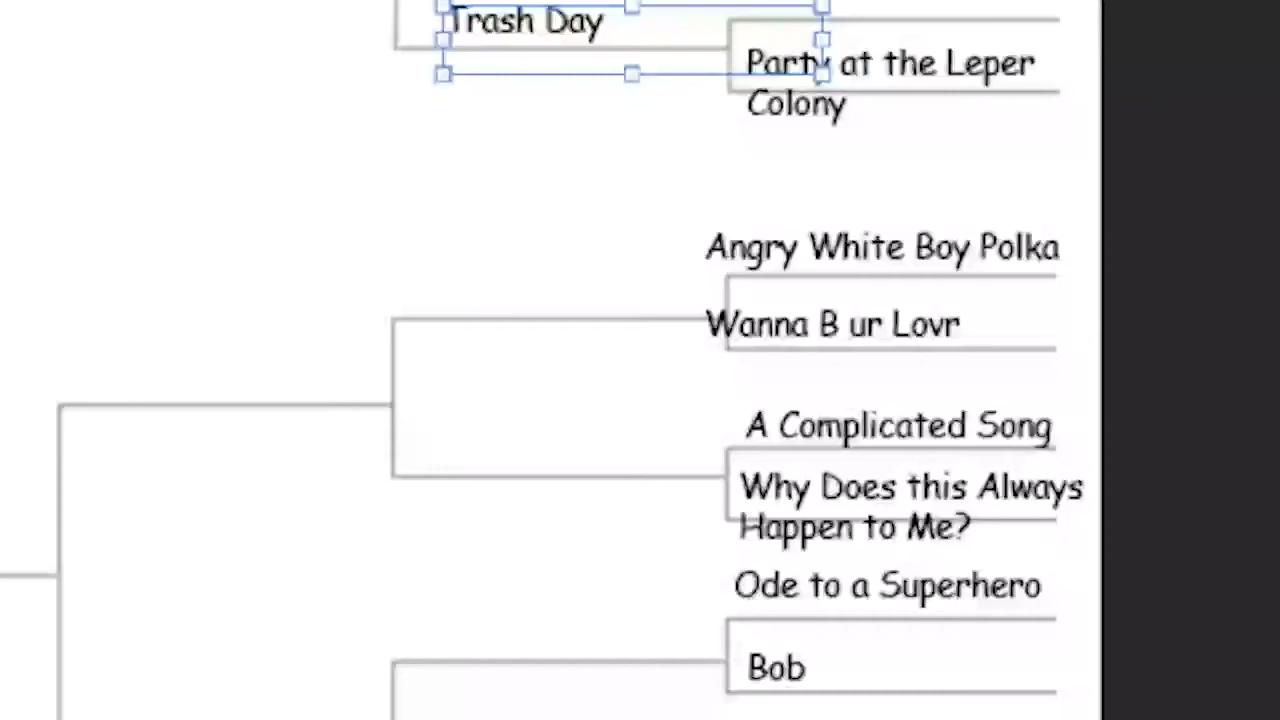 Trash Day
Party at the Leper
Colony
Angry White Boy Polka
Wanna B ur Lovr
A Complicated Song
Why Does this Always
Happen to Me?
Ode to a Superhero
Bob